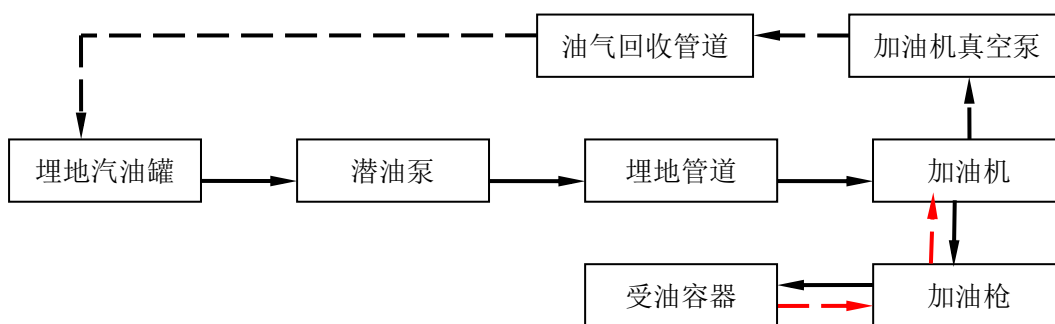 油气回收管道
加油机真空泵
埋地汽油罐
潜油泵
埋地管道
加油机
受油容器
加油枪